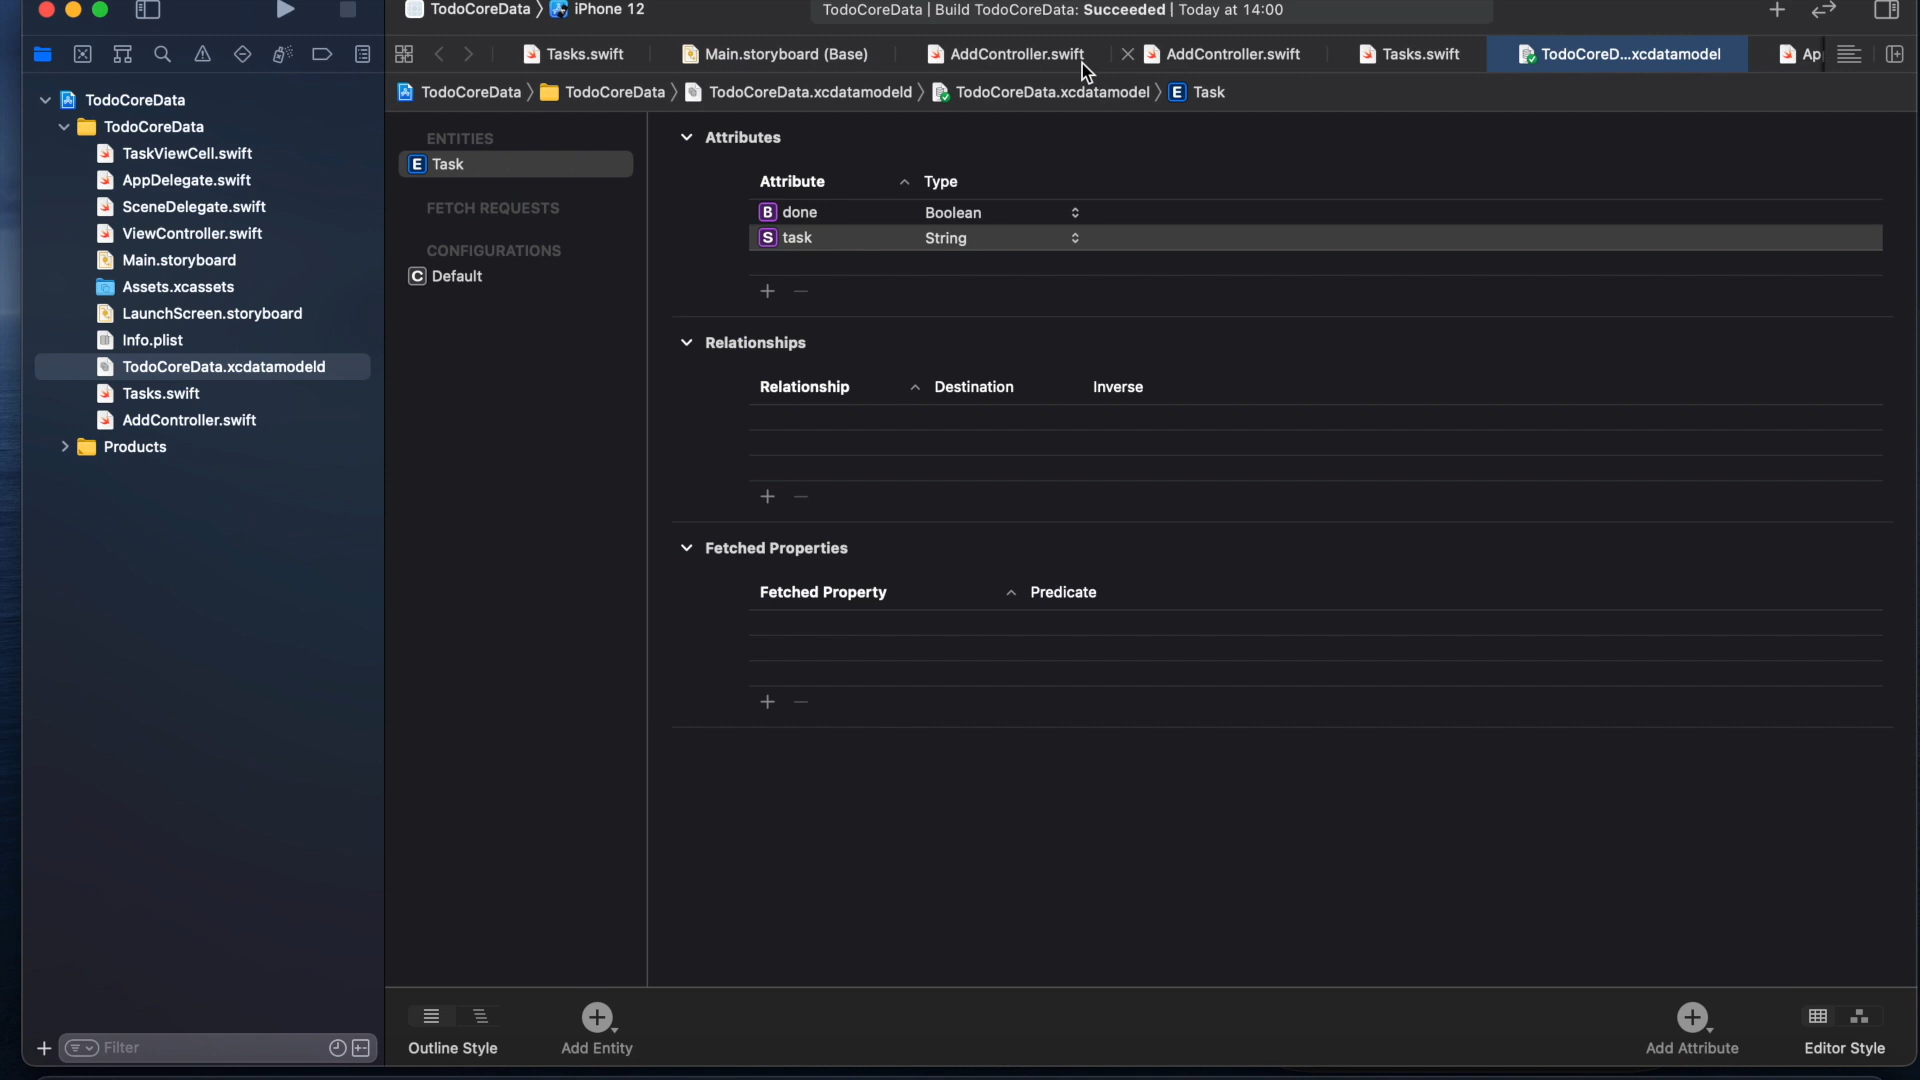 TodoCoreData 〉 iPhone 12
TodoCoreData | Build TodoCoreData: Succeeded | Today at 14:00
Tasks.swift
Main.storyboard (Base)
AddController.swift
AddController.swift
Tasks.swift
TodoCoreD...xcdatamodel
Ap
TodoCoreData 〉 TodoCoreData 〉 TodoCoreData.xcdatamodeld 〉 TodoCoreData.xcdatamodel 〉 E Task
TodoCoreData
TodoCoreData
TaskViewCell.swift
AppDelegate.swift
SceneDelegate.swift
ViewController.swift
Main.storyboard
Assets.xcassets
LaunchScreen.storyboard
Info.plist
TodoCoreData.xcdatamodeld
Tasks.swift
AddController.swift
Products
Filter
ENTITIES
E Task
FETCH REQUESTS
CONFIGURATIONS
C Default
Attributes
Attribute Type
B done Boolean
S task String
Relationships
Relationship Destination Inverse
Fetched Properties
Fetched Property Predicate
Outline Style
Add Entity
Add Attribute
Editor Style